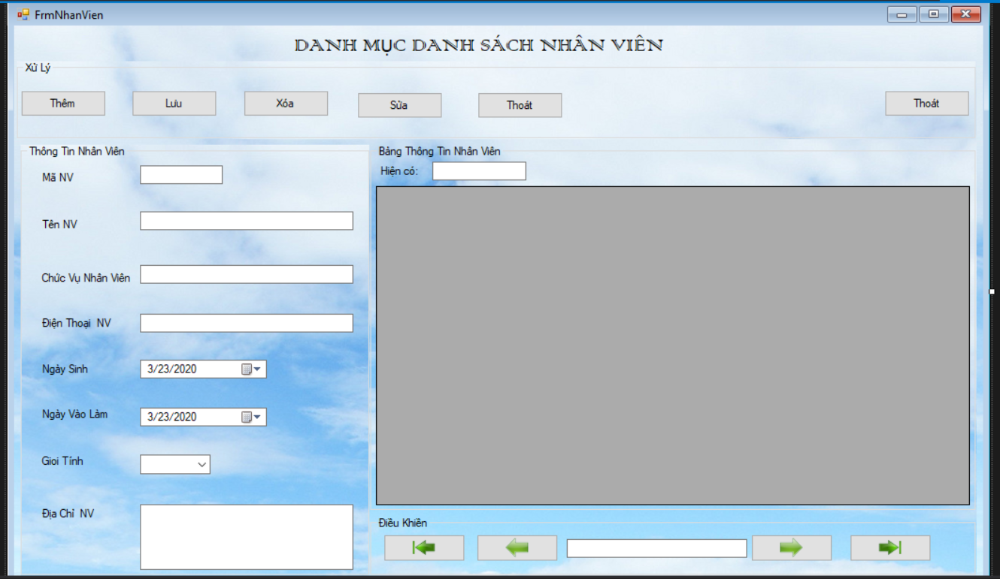 FrmNhanVien
DANH MỤC DANH SÁCH NHÂN VIÊN
Xử Lý
Thêm Lưu Xóa Sửa Thoát Thoát
Thông Tin Nhân Viên
Mã NV
Tên NV
Chức Vụ Nhân Viên
Điện Thoại NV
Ngày Sinh 3/23/2020
Ngày Vào Làm 3/23/2020
Gioi Tính
Địa Chỉ NV
Bảng Thông Tin Nhân Viên
Hiện có:
Điều Khiền